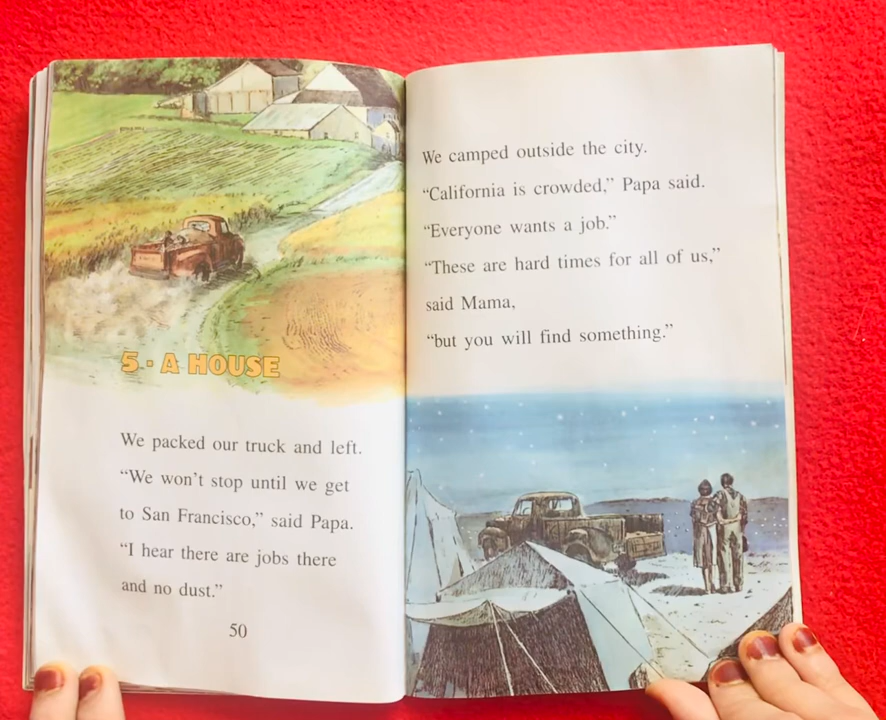 5 · A HOUSE
We packed our truck and left.
“We won’t stop until we get
to San Francisco,” said Papa.
“I hear there are jobs there
and no dust.”
50
We camped outside the city.
“California is crowded,” Papa said.
“Everyone wants a job.”
“These are hard times for all of us,”
said Mama,
“but you will find something.”